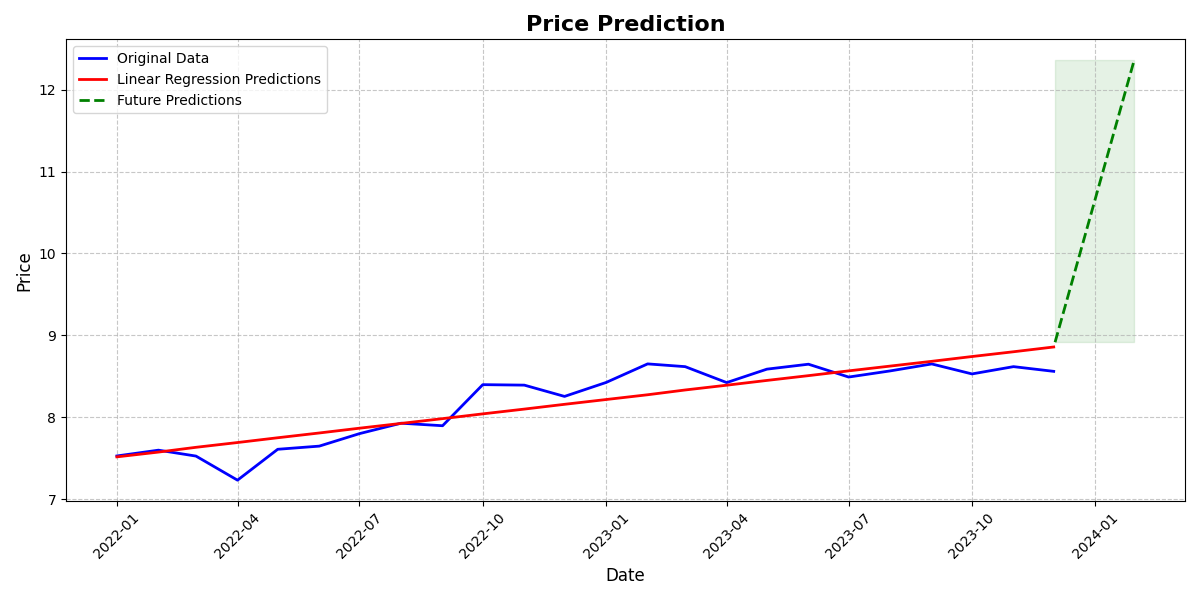 Price Prediction
Original Data
Linear Regression Predictions
Future Predictions
Price
12
11
10
9
8
7
2022-01
2022-04
2022-07
2022-10
2023-01
2023-04
2023-07
2023-10
2024-01
Date